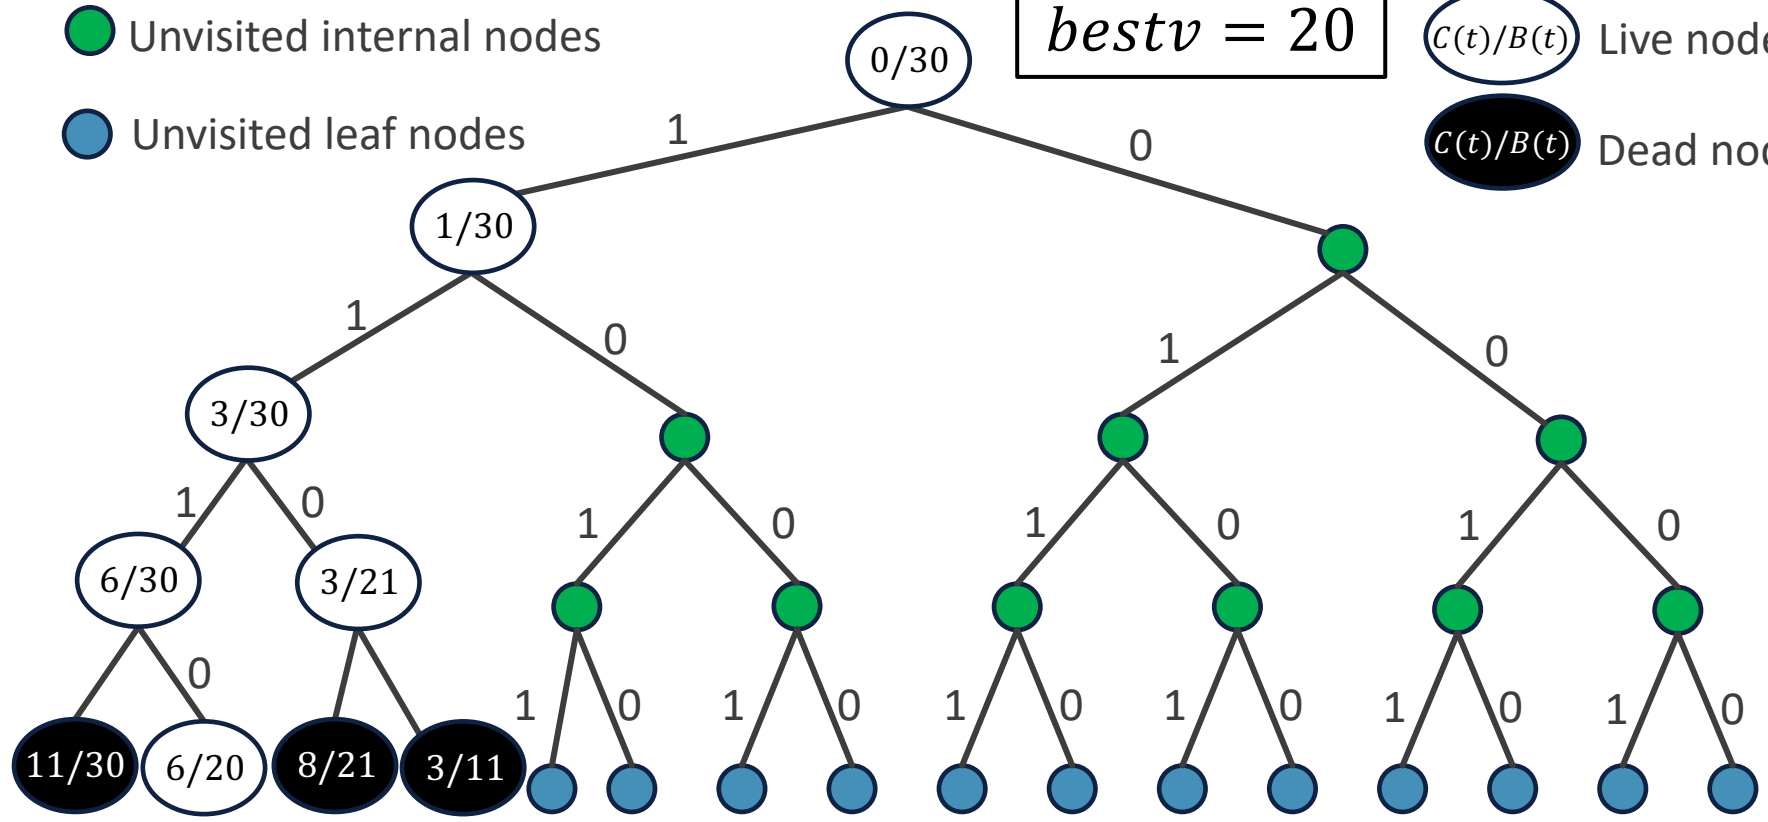 Unvisited internal nodes
Unvisited leaf nodes
bestv = 20
C(t)/B(t) Live
C(t)/B(t) Dead
0/30
1 0
1/30
1 0 1 0
3/30
1 0 1 0 1 0 1 0
6/30 3/21
0 1 0 1 0 1 0 1 0 1 0 1 0
11/30 6/20 8/21 3/11